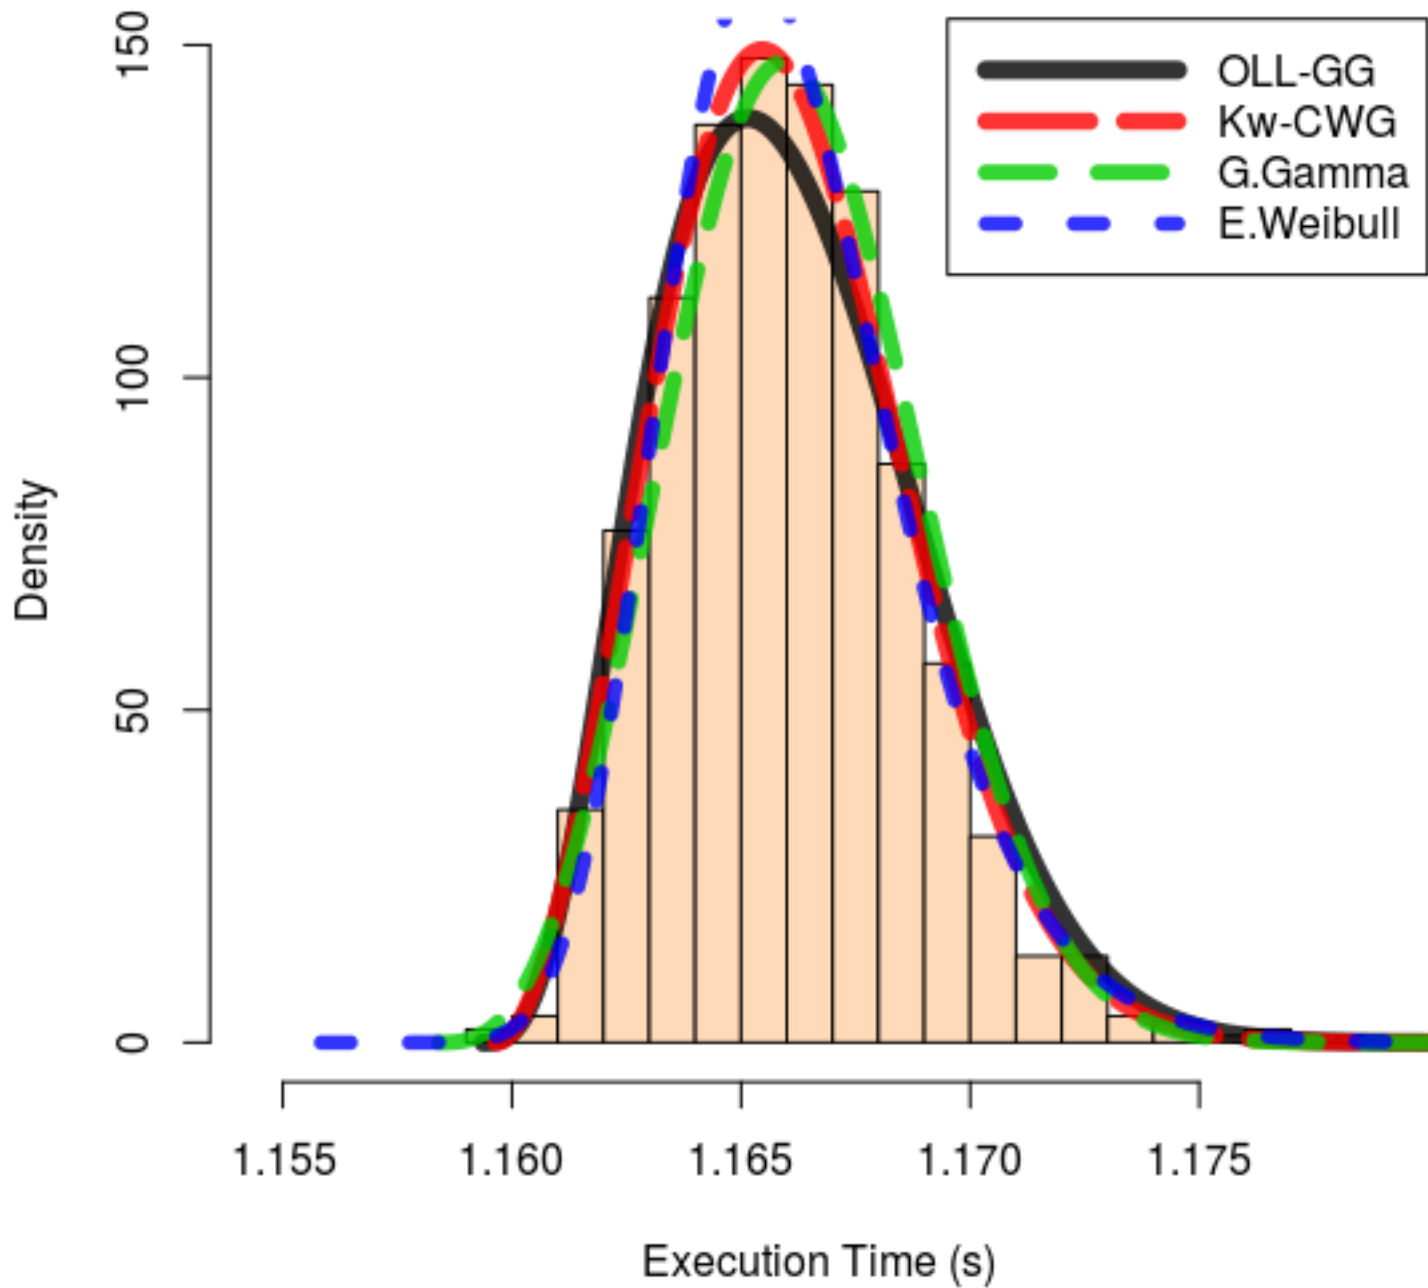 150
100
50
0
Density
OLL-GG
Kw-CWG
G.Gamma
E.Weibull
1.155 1.160 1.165 1.170 1.175
Execution Time (s)